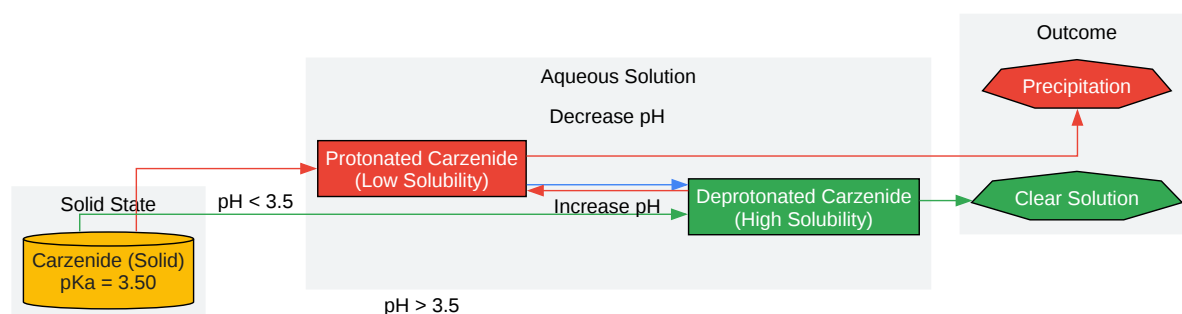 Outcome
Aqueous Solution
Precipitation
Decrease pH
Protonated Carzenide
(Low Solubility)
Solid State
pH < 3.5
Increase pH
Deprotonated Carzenide
(High Solubility)
Clear Solution
Carzenide (Solid)
pKa = 3.50
pH > 3.5